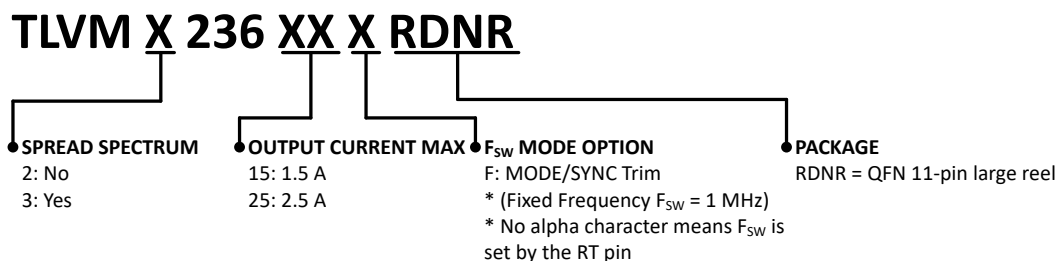 TLVM X 236 XX X RDNR
SPREAD SPECTRUM
2: No
3: Yes
OUTPUT CURRENT MAX
15: 1.5 A
25: 2.5 A
FSW MODE OPTION
F: MODE/SYNC Trim
* (Fixed Frequency FSW = 1 MHz)
* No alpha character means FSW is
set by the RT pin
PACKAGE
RDNR = QFN 11-pin large reel